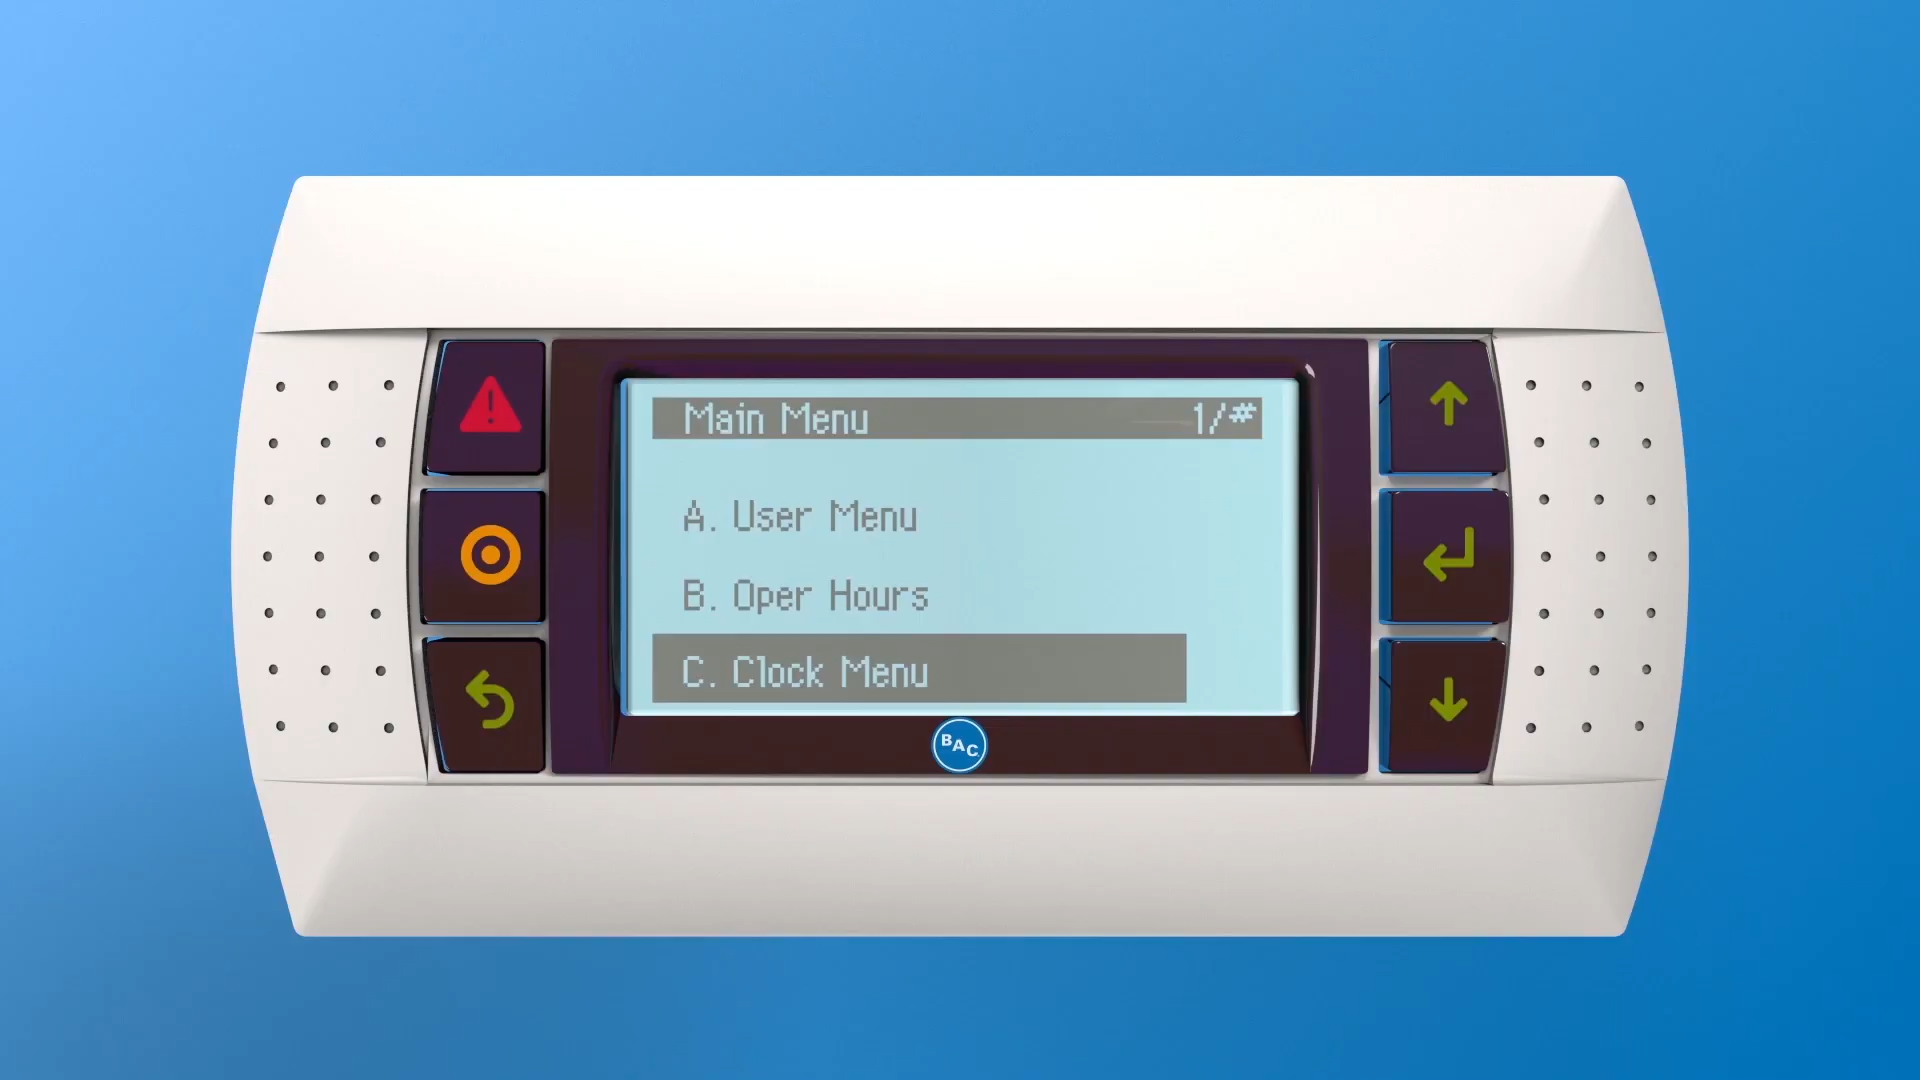 Main Menu 1/#
A. User Menu
B. Oper Hours
C. Clock Menu
BAC